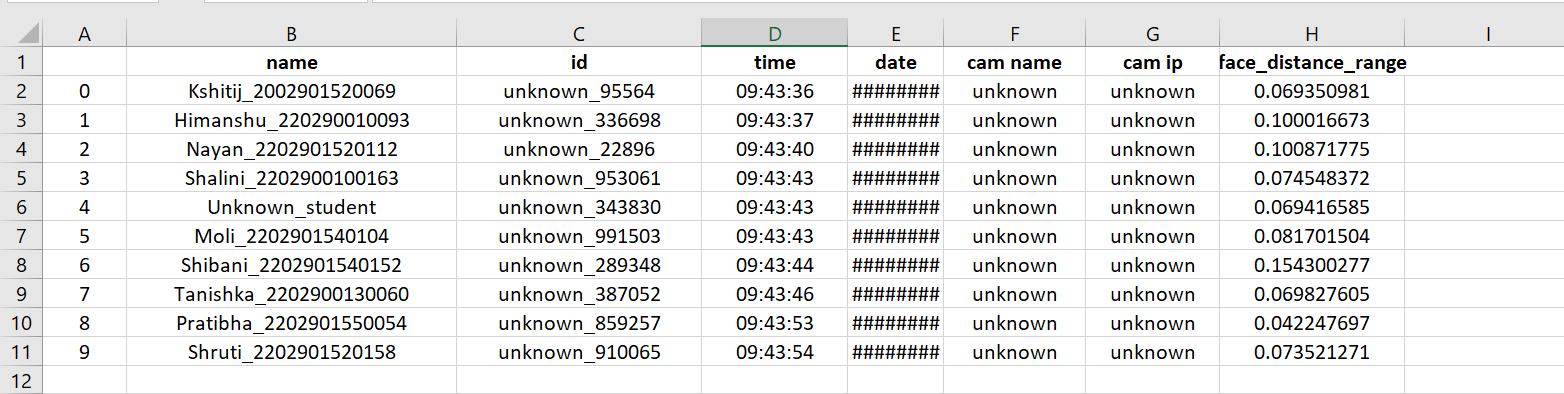 A B C D E F G H I
1 name id time date cam name cam ip face_distance_range
2 0 Kshitij_2002901520069 unknown_95564 09:43:36 ######## unknown unknown 0.069350981
3 1 Himanshu_220290010093 unknown_336698 09:43:37 ######## unknown unknown 0.100016673
4 2 Nayan_2202901520112 unknown_22896 09:43:40 ######## unknown unknown 0.100871775
5 3 Shalini_2202900100163 unknown_953061 09:43:43 ######## unknown unknown 0.074548372
6 4 Unknown_student unknown_343830 09:43:43 ######## unknown unknown 0.069416585
7 5 Moli_2202901540104 unknown_991503 09:43:43 ######## unknown unknown 0.081701504
8 6 Shibani_2202901540152 unknown_289348 09:43:44 ######## unknown unknown 0.154300277
9 7 Tanishka_2202900130060 unknown_387052 09:43:46 ######## unknown unknown 0.069827605
10 8 Pratibha_2202901550054 unknown_859257 09:43:53 ######## unknown unknown 0.042247697
11 9 Shruti_2202901520158 unknown_910065 09:43:54 ######## unknown unknown 0.073521271
12